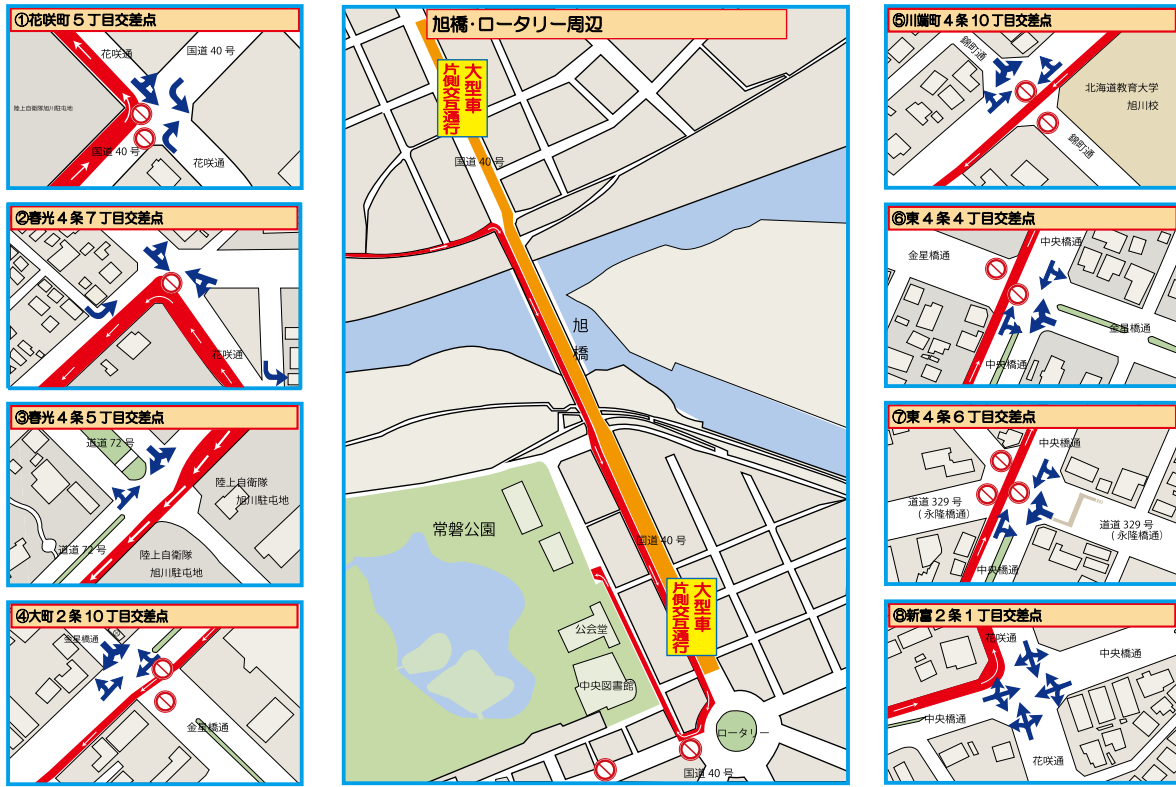 ①花咲町5丁目交差点
花咲通
国道40号
陸上自衛隊旭川駐屯地
国道40号
花咲通
②春光4条7丁目交差点
花咲通
③春光4条5丁目交差点
道道72号
陸上自衛隊
旭川駐屯地
道道72号
陸上自衛隊
旭川駐屯地
④大町2条10丁目交差点
金星橋通
金星橋通
旭橋・ロータリー周辺
大型車
片側交互通行
国道40号
旭橋
常磐公園
国道40号
大型車
片側交互通行
公会堂
中央図書館
ロータリー
国道40号
⑤川端町4条10丁目交差点
錦町通
北海道教育大学
旭川校
錦町通
⑥東4条4丁目交差点
中央橋通
金星橋通
金星橋通
中央橋通
⑦東4条6丁目交差点
中央橋通
道道329号
(永隆橋通)
道道329号
(永隆橋通)
中央橋通
⑧新富2条1丁目交差点
花咲通
中央橋通
中央橋通
花咲通